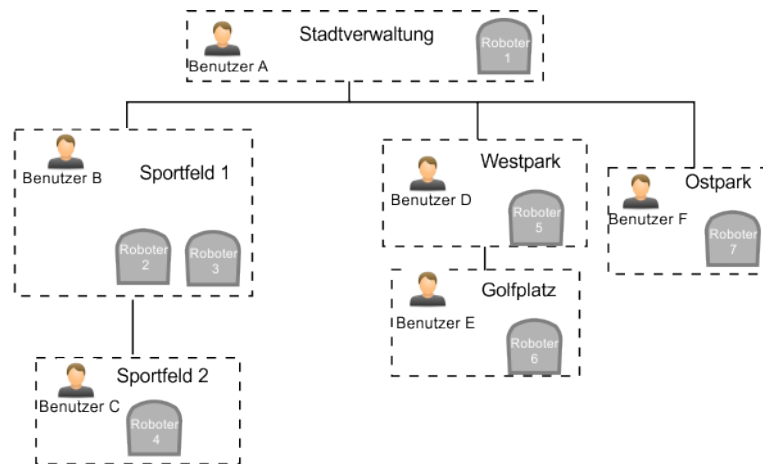 Stadtverwaltung
Roboter
1
Benutzer A
Sportfeld 1
Benutzer B
Roboter
2
Roboter
3
Westpark
Benutzer D
Roboter
5
Ostpark
Benutzer F
Roboter
7
Golfplatz
Benutzer E
Roboter
6
Sportfeld 2
Benutzer C
Roboter
4